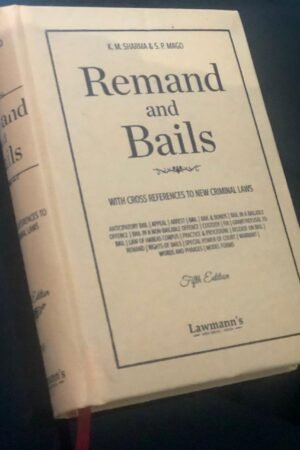 K. M. SHARMA & S. P. MAGO
Remand
and
Bails
WITH CROSS REFERENCES TO NEW CRIMINAL LAWS
ANTICIPATORY BAIL | APPEAL | ARREST | BAIL | BAIL & BONDS | BAIL IN A BAILABLE
OFFENCE | BAIL IN A NON-BAILABLE OFFENCE | CUSTODY | FIR | GRANT/REFUSAL TO
BAIL | LAW OF HABEAS CORPUS | PRACTICE & PROCEDURE | RELEASE ON BAIL |
REMAND | RIGHTS OF BAILS | SPECIAL POWER OF COURT | WARRANT |
WORDS AND PHRASES | MODEL FORMS
Fifth Edition
Lawmann's
and
Bails
REFERENCES TO
Edition
Lawmann's